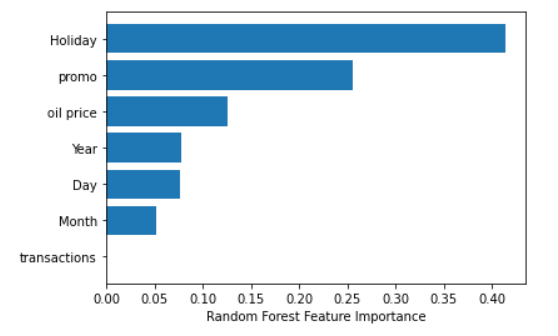 Holiday
promo
oil price
Year
Day
Month
transactions
0.00 0.05 0.10 0.15 0.20 0.25 0.30 0.35 0.40
Random Forest Feature Importance